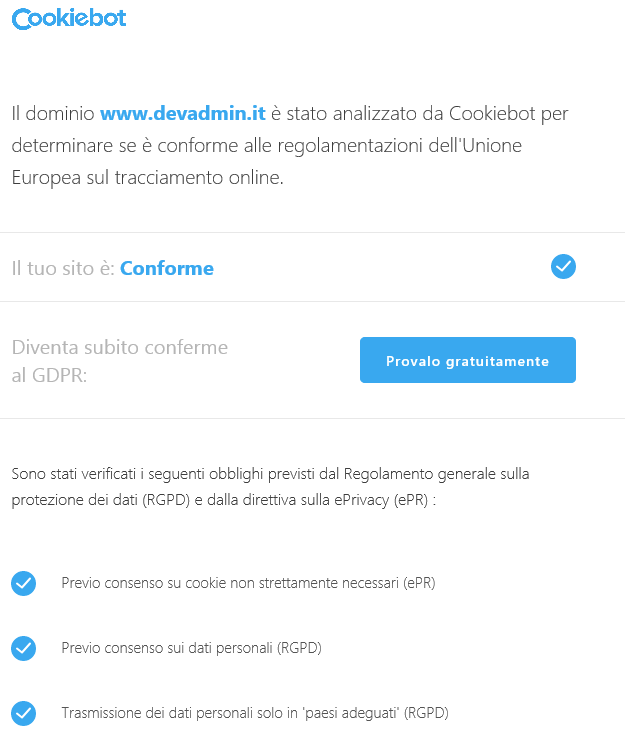 Cookiebot
Il dominio www.devadmin.it è stato analizzato da Cookiebot per
determinare se è conforme alle regolamentazioni dell'Unione
Europea sul tracciamento online.
Il tuo sito è: Conforme
Diventa subito conferme
al GDPR:
Provalo gratuitamente
Sono stati verificati i seguenti obblighi previsti dal Regolamento generale sulla
protezione dei dati (RGPD) e dalla direttiva sulla ePrivacy (ePR) :
Previo consenso su cookie non strettamente necessari (ePR)
Previo consenso sui dati personali (RGPD)
Trasmissione dei dati personali solo in 'paesi adeguati' (RGPD)